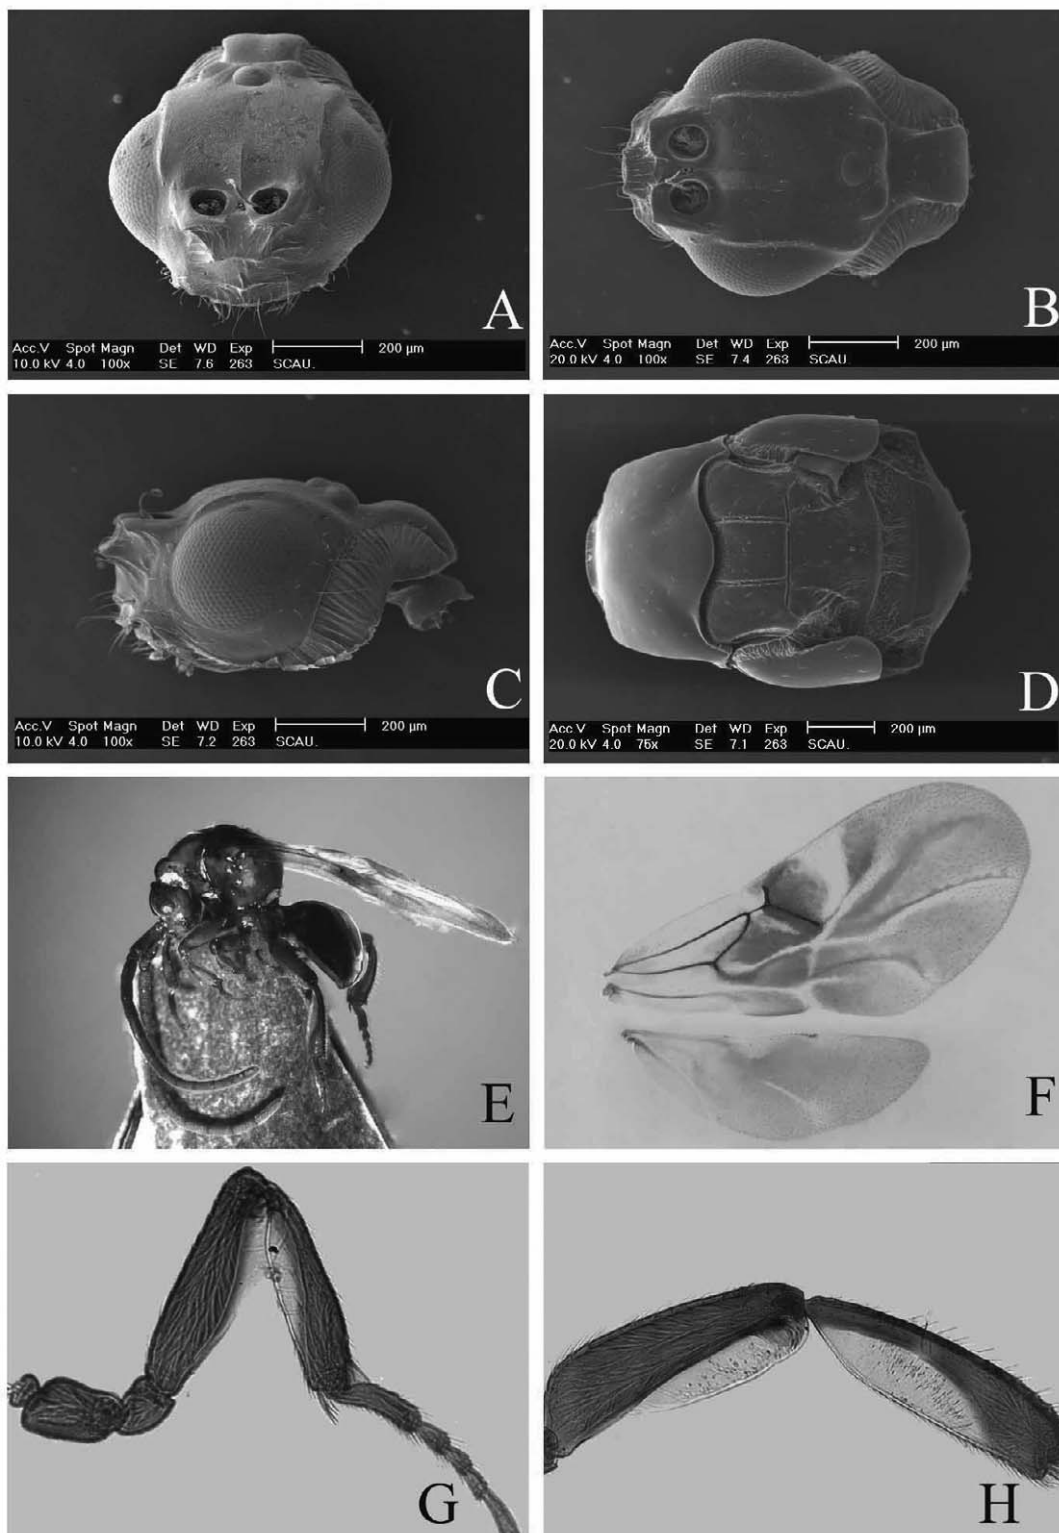 A
Acc.V Spot Magn Det WD Exp 200 µm
10.0 kV 4.0 100x SE 7.6 263 SCAU.
B
Acc.V Spot Magn Det WD Exp 200 µm
20.0 kV 4.0 100x SE 7.4 263 SCAU.
C
Acc.V Spot Magn Det WD Exp 200 µm
10.0 kV 4.0 100x SE 7.2 263 SCAU.
D
Acc.V Spot Magn Det WD Exp 200 µm
20.0 kV 4.0 75x SE 7.1 263 SCAU.
E
F
G
H